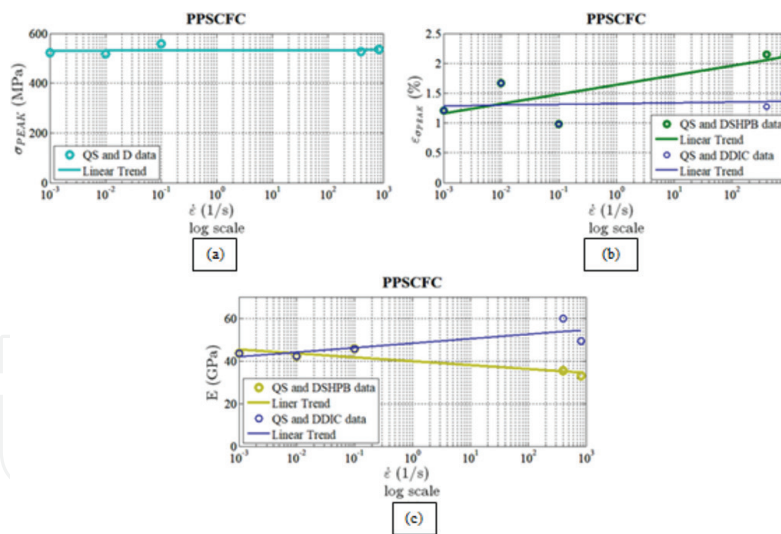 PPSCFC
600
400
200
0
σ_PEAK (MPa)
QS and D data
Linear Trend
10⁻³ 10⁻² 10⁻¹ 10⁰ 10¹ 10² 10³
ε̇ (1/s)
log scale
(a)
PPSCFC
2.5
2
1.5
1
0.5
0
ε_σPEAK (%)
QS and DSHPB data
Linear Trend
QS and DDIC data
Linear Trend
10⁻³ 10⁻² 10⁻¹ 10⁰ 10¹ 10²
ε̇ (1/s)
log scale
(b)
PPSCFC
60
40
20
0
E (GPa)
QS and DSHPB data
Liner Trend
QS and DDIC data
Linear Trend
10⁻³ 10⁻² 10⁻¹ 10⁰ 10¹ 10² 10³
ε̇ (1/s)
log scale
(c)